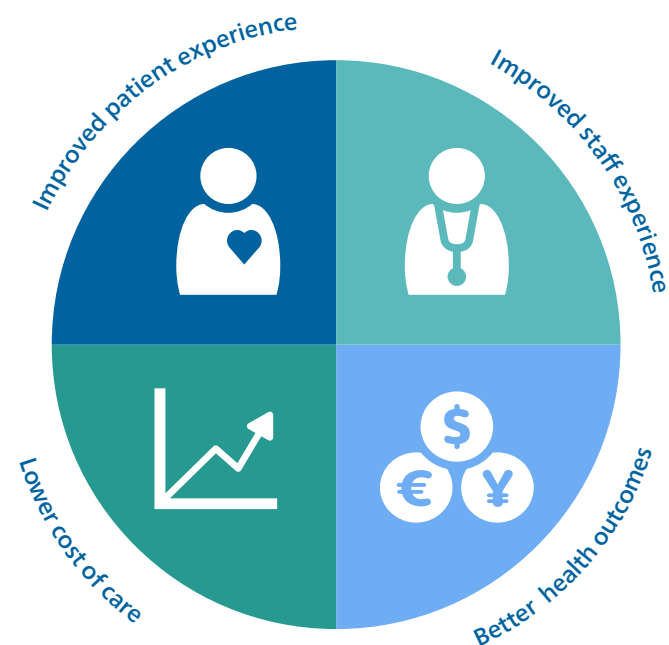 Improved patient experience
Improved staff experience
$
€
¥
Lower cost of care
Better health outcomes